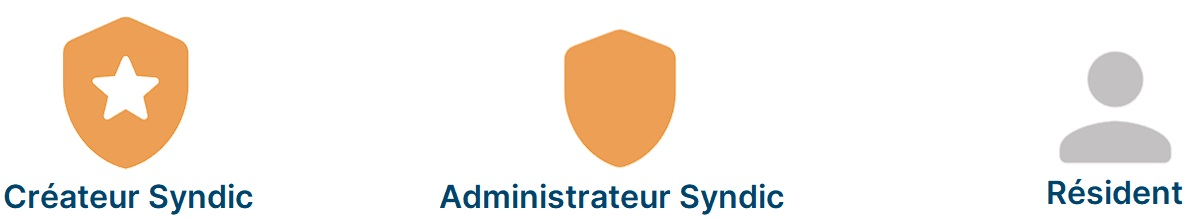 Créateur Syndic
Administrateur Syndic
Résident